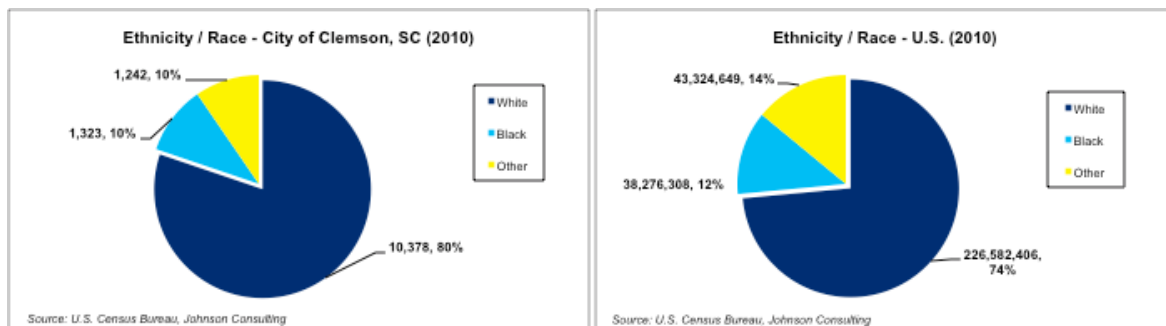 Ethnicity / Race - City of Clemson, SC (2010)
1,242, 10%
1,323, 10%
10,378, 80%
White
Black
Other
Source: U.S. Census Bureau, Johnson Consulting
Ethnicity / Race - U.S. (2010)
43,324,649, 14%
38,276,308, 12%
226,582,406,
74%
White
Black
Other
Source: U.S. Census Bureau, Johnson Consulting